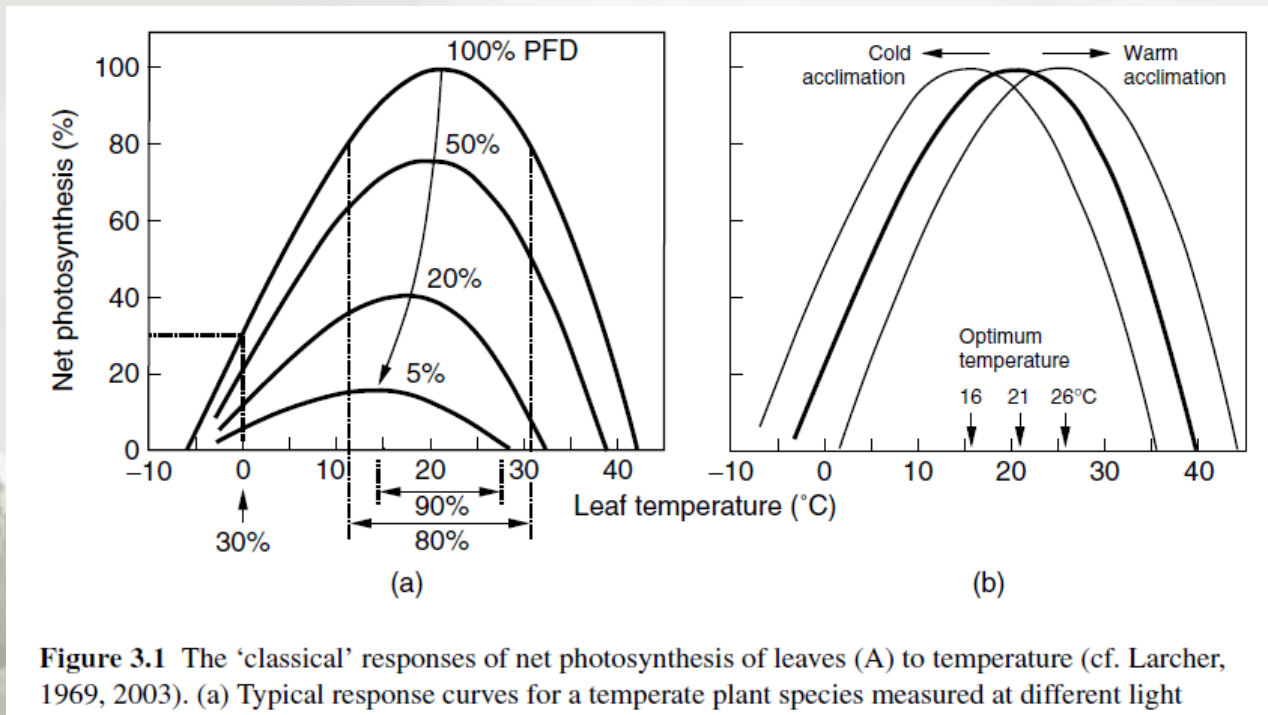 100% PFD
50%
20%
5%
Net photosynthesis (%)
100
80
60
40
20
0
−10
0
10
20
30
40
90%
80%
30%
Leaf temperature (°C)
(a)
(b)
Cold
acclimation
Warm
acclimation
Optimum
temperature
16
21
26°C
−10
0
10
20
30
40
Figure 3.1 The ‘classical’ responses of net photosynthesis of leaves (A) to temperature (cf. Larcher,
1969, 2003). (a) Typical response curves for a temperate plant species measured at different light